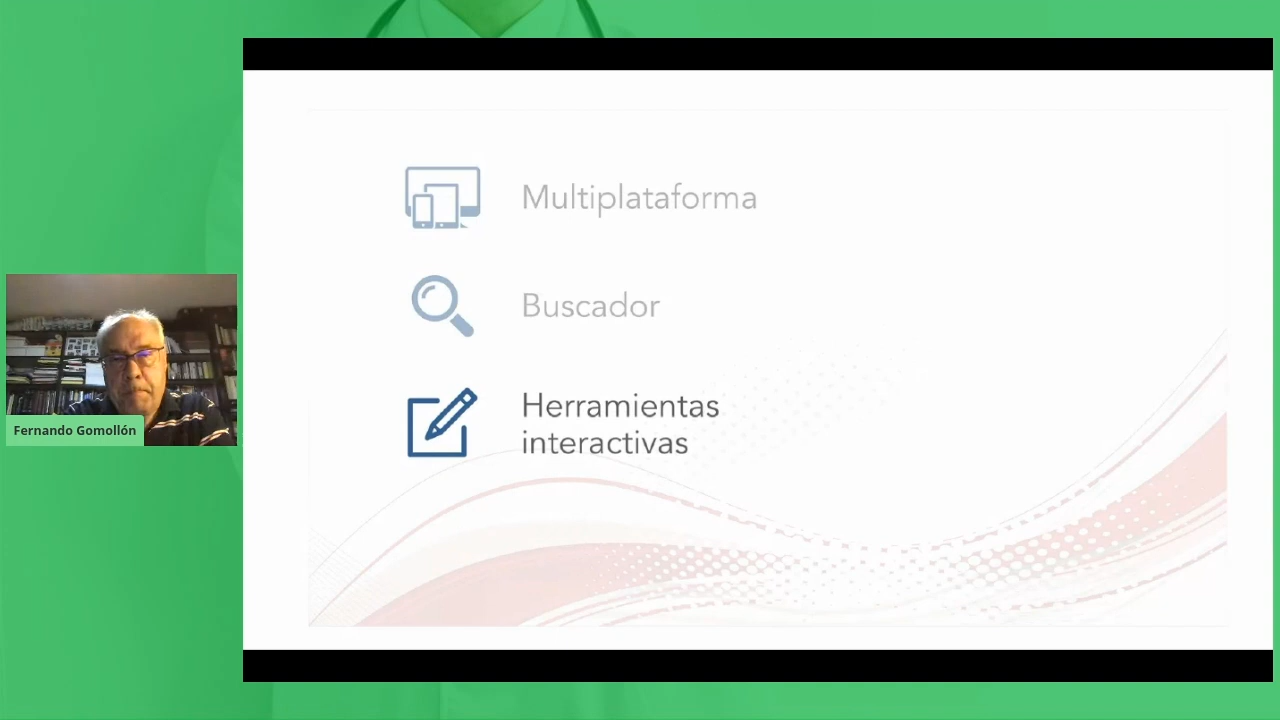 Multiplataforma
Buscador
Herramientas
interactivas
Fernando Gomollón